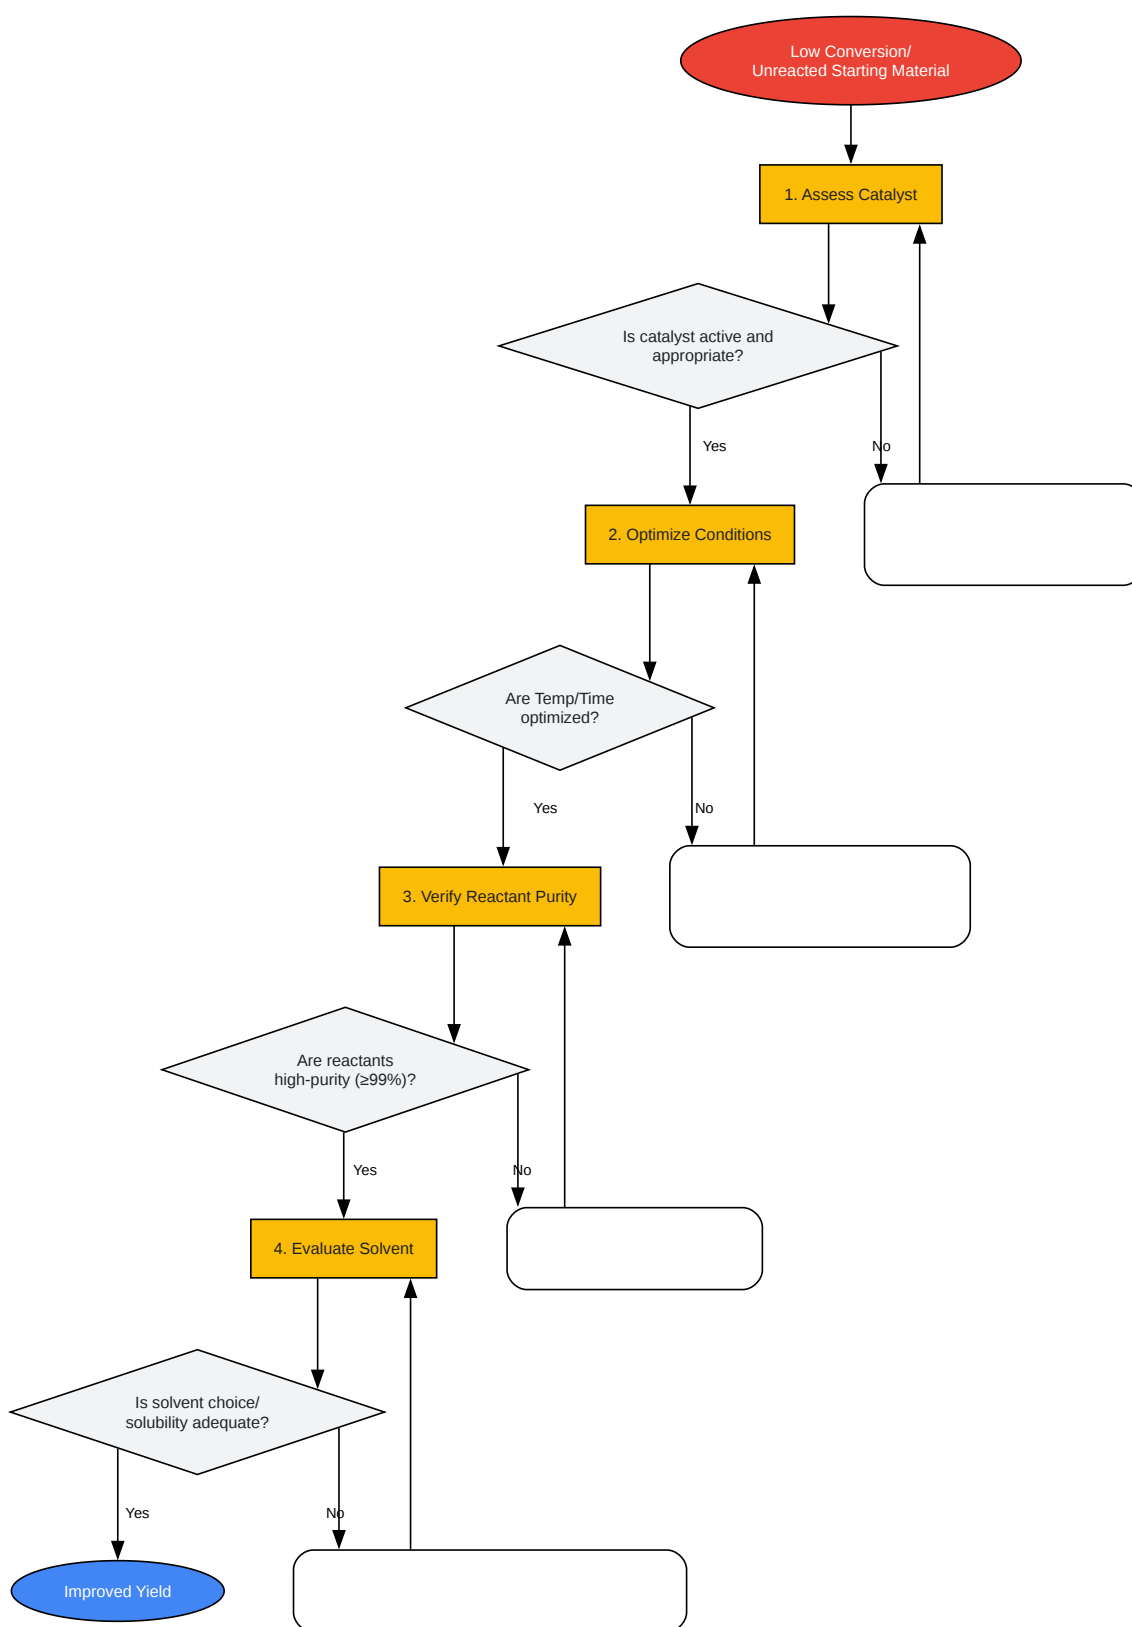 Low Conversion/
Unreacted Starting Material
1. Assess Catalyst
Is catalyst active and
appropriate?
Yes
No
2. Optimize Conditions
Are Temp/Time
optimized?
Yes
No
3. Verify Reactant Purity
Are reactants
high-purity (≥99%)?
Yes
No
4. Evaluate Solvent
Is solvent choice/
solubility adequate?
Yes
No
Improved Yield